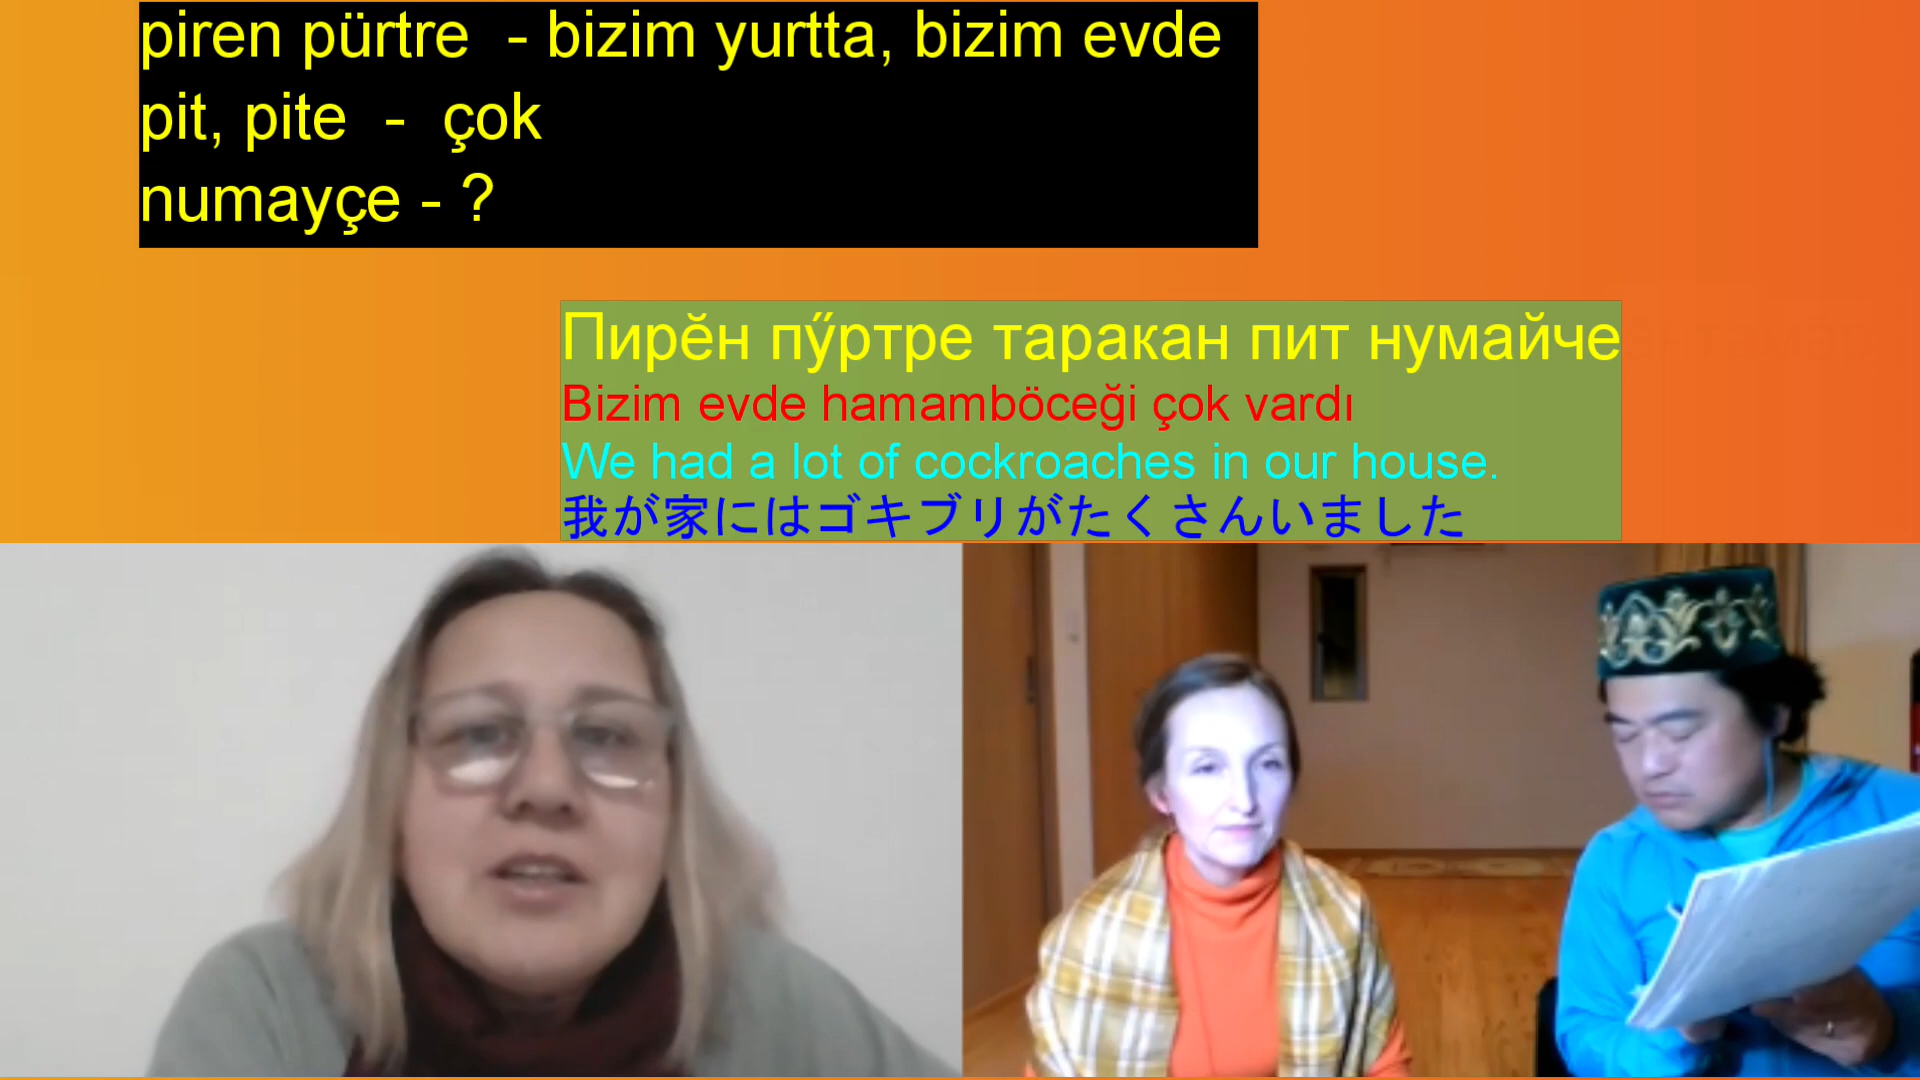 piren pürtre - bizim yurtta, bizim evde
pit, pite - çok
numayçe - ?
Пирӗн пӳртре таракан пит нумайче
Bizim evde hamamböceği çok vardı
We had a lot of cockroaches in our house.
我が家にはゴキブリがたくさんいました